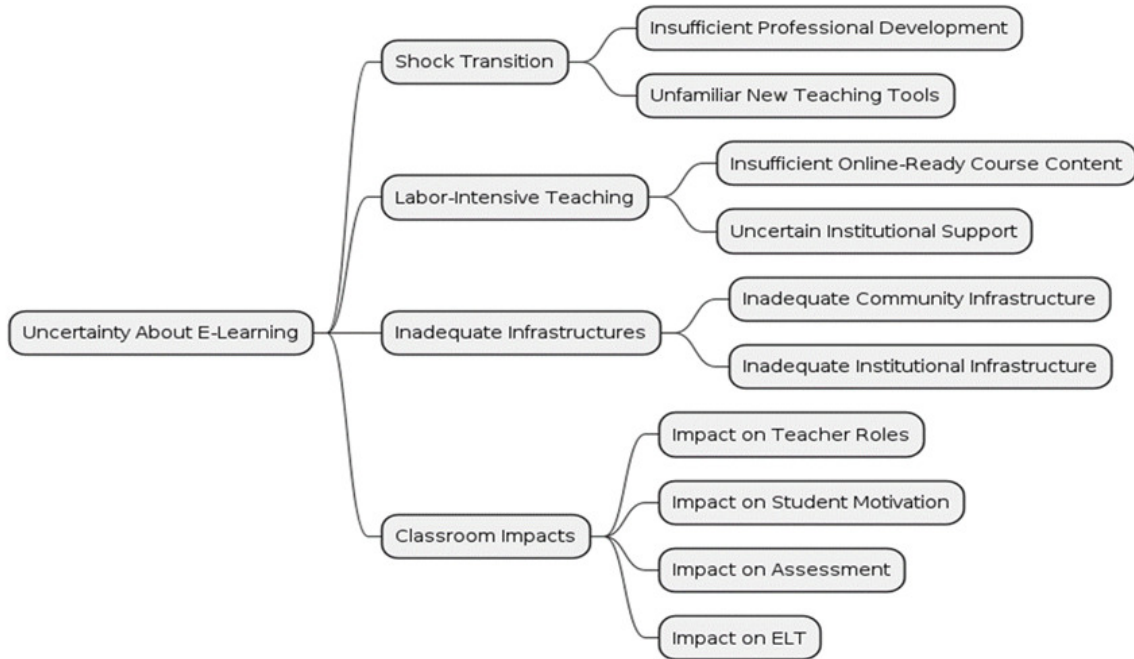 Uncertainty About E-Learning
Shock Transition
Insufficient Professional Development
Unfamiliar New Teaching Tools
Labor-Intensive Teaching
Insufficient Online-Ready Course Content
Uncertain Institutional Support
Inadequate Infrastructures
Inadequate Community Infrastructure
Inadequate Institutional Infrastructure
Classroom Impacts
Impact on Teacher Roles
Impact on Student Motivation
Impact on Assessment
Impact on ELT